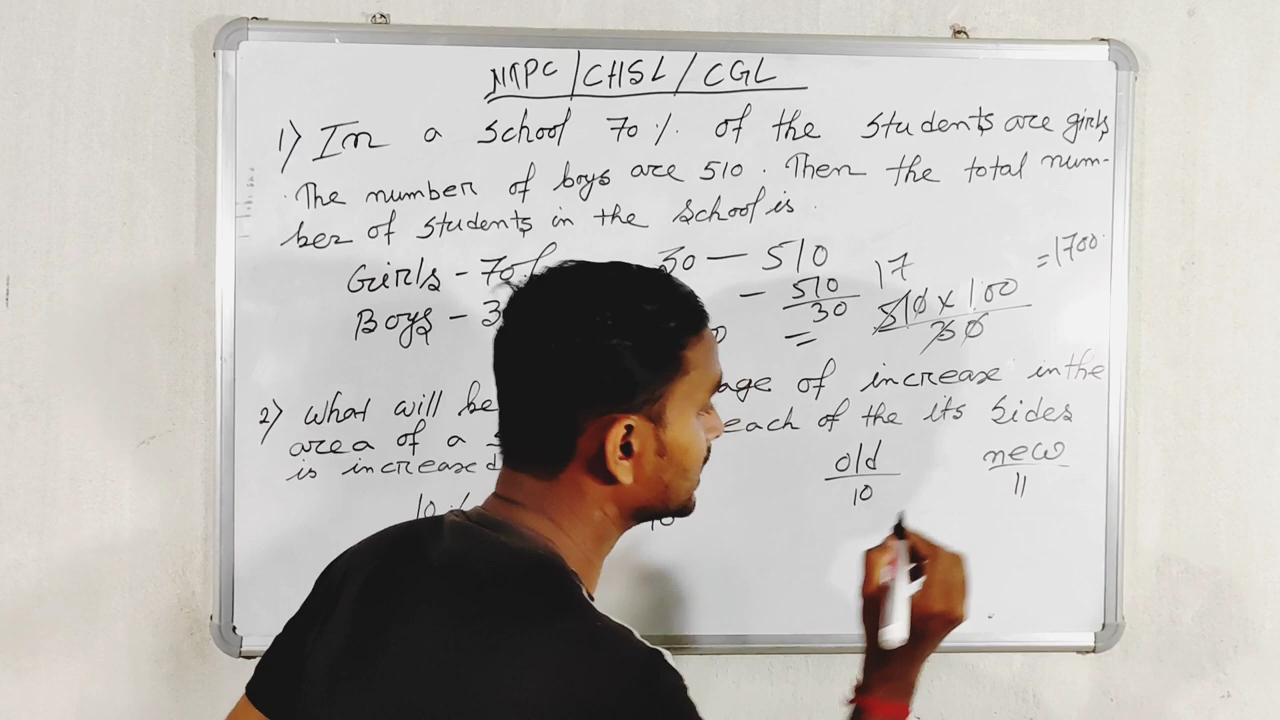 NTPC/CHSL/CGL
1) In a school 70% of the students are girls
. The number of boys are 510. Then the total num-
ber of students in the school is.
Girls - 70% 30 - 510
17 = 1700.
Boys - 3 - 510/30 510 x 100
= 30
2) what will be age of increase in the
area of a each of the its sides
is increased old new
10% 10 10 11